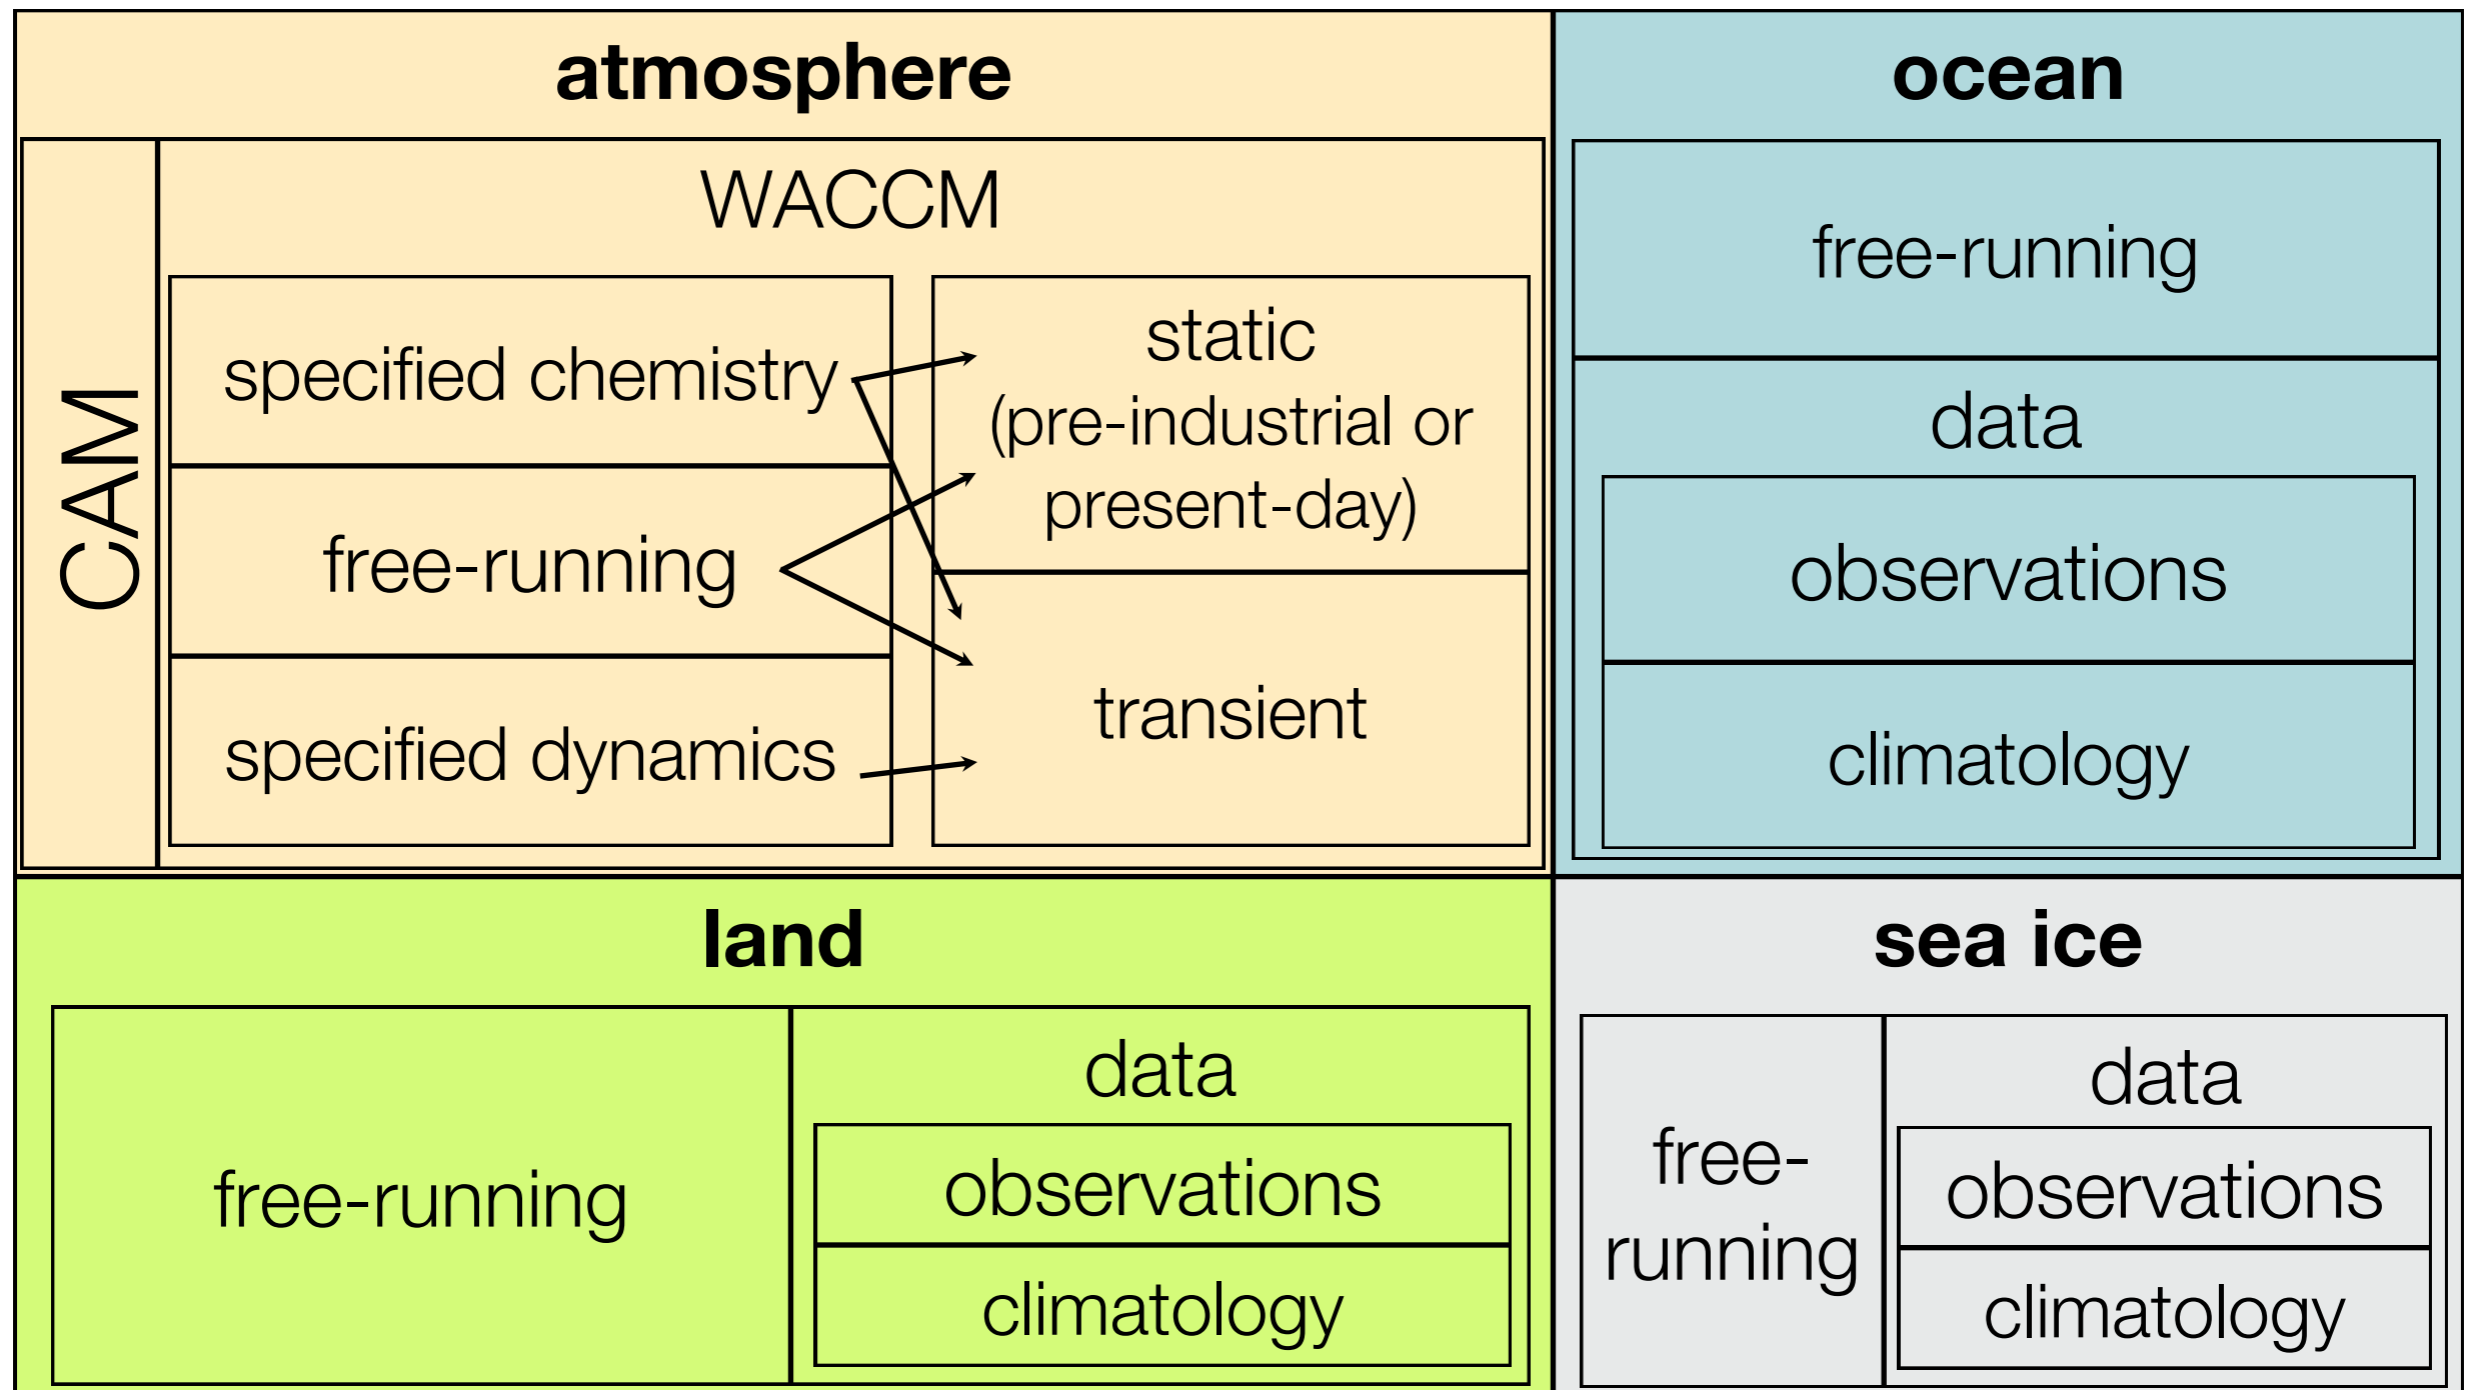 atmosphere
CAM
WACCM
specified chemistry
free-running
specified dynamics
static
(pre-industrial or
present-day)
transient
ocean
free-running
data
observations
climatology
land
free-running
data
observations
climatology
sea ice
free-
running
data
observations
climatology